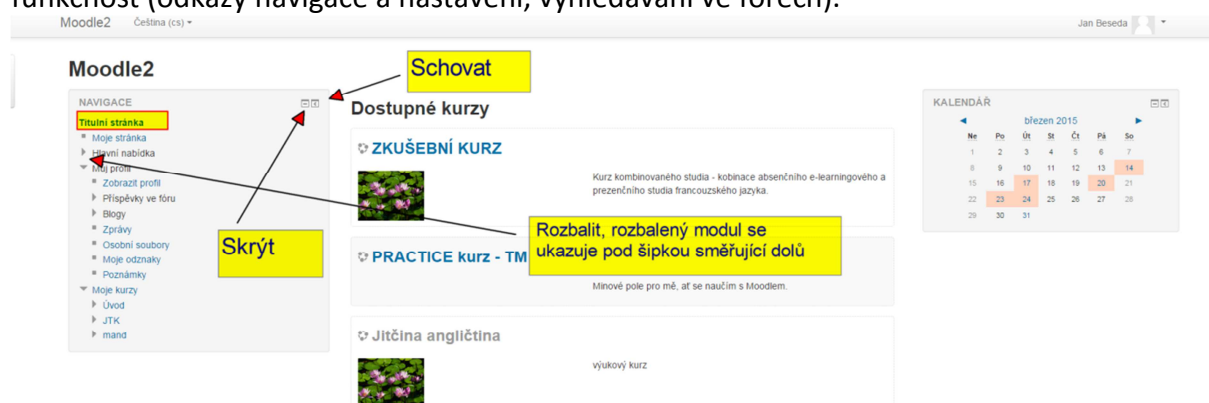 funkčnost (odkazy navigace a nastavení, vyhledávání ve fórech).
Moodle2 Čeština (cs)
Jan Beseda
Moodle2
Schovat
NAVIGACE
Titulní stránka
Moje stránka
Hlavní nabídka
Můj profil
Zobrazit profil
Příspěvky ve fóru
Blogy
Zprávy
Osobní soubory
Moje odznaky
Poznámky
Moje kurzy
Úvod
JTK
mand
Skrýt
Dostupné kurzy
ZKUŠEBNÍ KURZ
Kurz kombinovaného studia - kobinace absenčního e-learningového a
prezenčního studia francouzského jazyka.
Rozbalit, rozbalený modul se
ukazuje pod šipkou směřující dolů
PRACTICE kurz - TM
Minové pole pro mě, ať se naučím s Moodlem.
Jitčina angličtina
výukový kurz
KALENDÁŘ
březen 2015
Ne Po Út St Čt Pá So
1 2 3 4 5 6 7
8 9 10 11 12 13 14
15 16 17 18 19 20 21
22 23 24 25 26 27 28
29 30 31